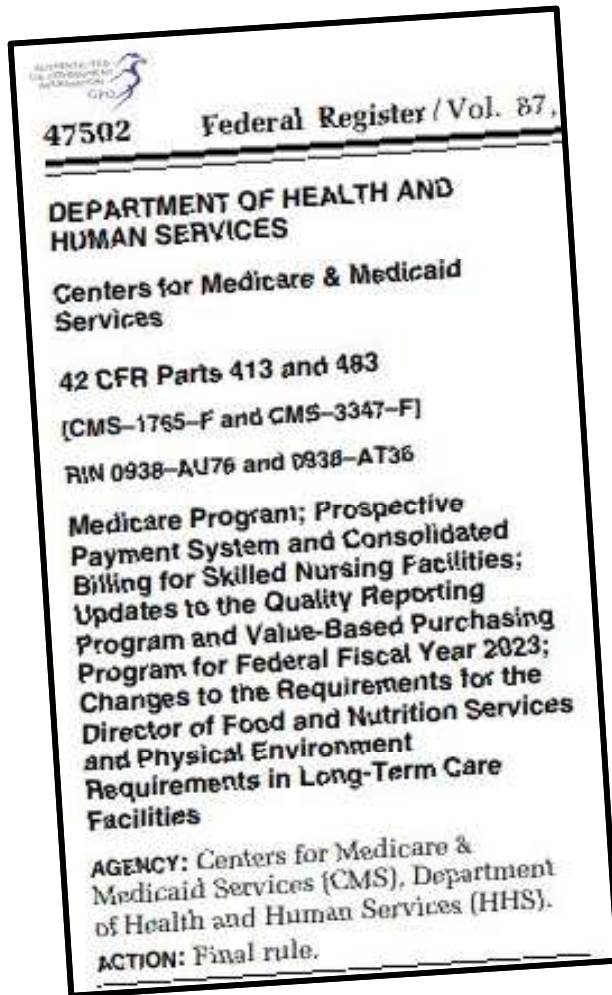 AUTHENTICATED
U.S. GOVERNMENT
INFORMATION
GPO
47502 Federal Register / Vol. 87,
DEPARTMENT OF HEALTH AND
HUMAN SERVICES
Centers for Medicare & Medicaid
Services
42 CFR Parts 413 and 483
[CMS–1765–F and CMS–3347–F]
RIN 0938–AU76 and 0938–AT36
Medicare Program; Prospective
Payment System and Consolidated
Billing for Skilled Nursing Facilities;
Updates to the Quality Reporting
Program and Value-Based Purchasing
Program for Federal Fiscal Year 2023;
Changes to the Requirements for the
Director of Food and Nutrition Services
and Physical Environment
Requirements in Long-Term Care
Facilities
AGENCY: Centers for Medicare &
Medicaid Services (CMS), Department
of Health and Human Services (HHS).
ACTION: Final rule.